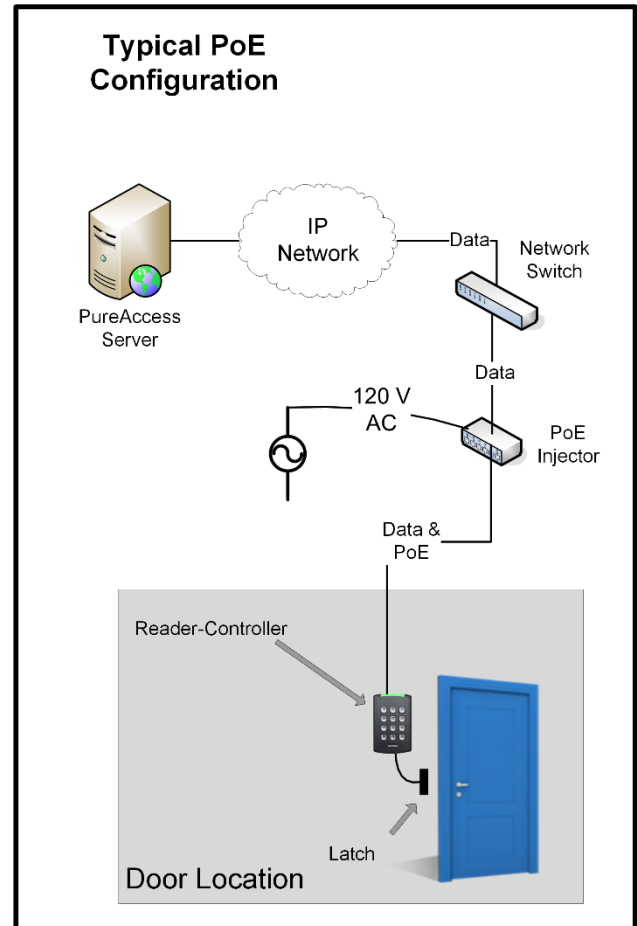 Typical PoE
Configuration
IP
Network
Data
Network
Switch
PureAccess
Server
Data
120 V
AC
PoE
Injector
Data &
PoE
Reader-Controller
Latch
Door Location